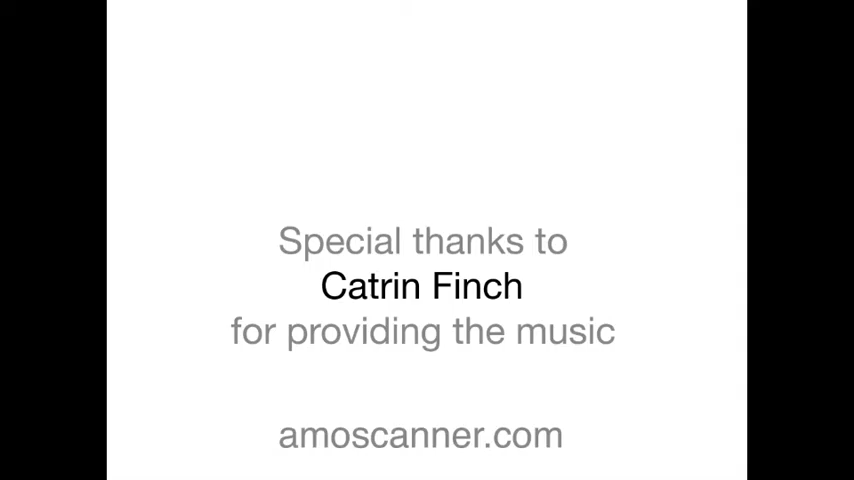 Special thanks to
Catrin Finch
for providing the music
amoscanner.com